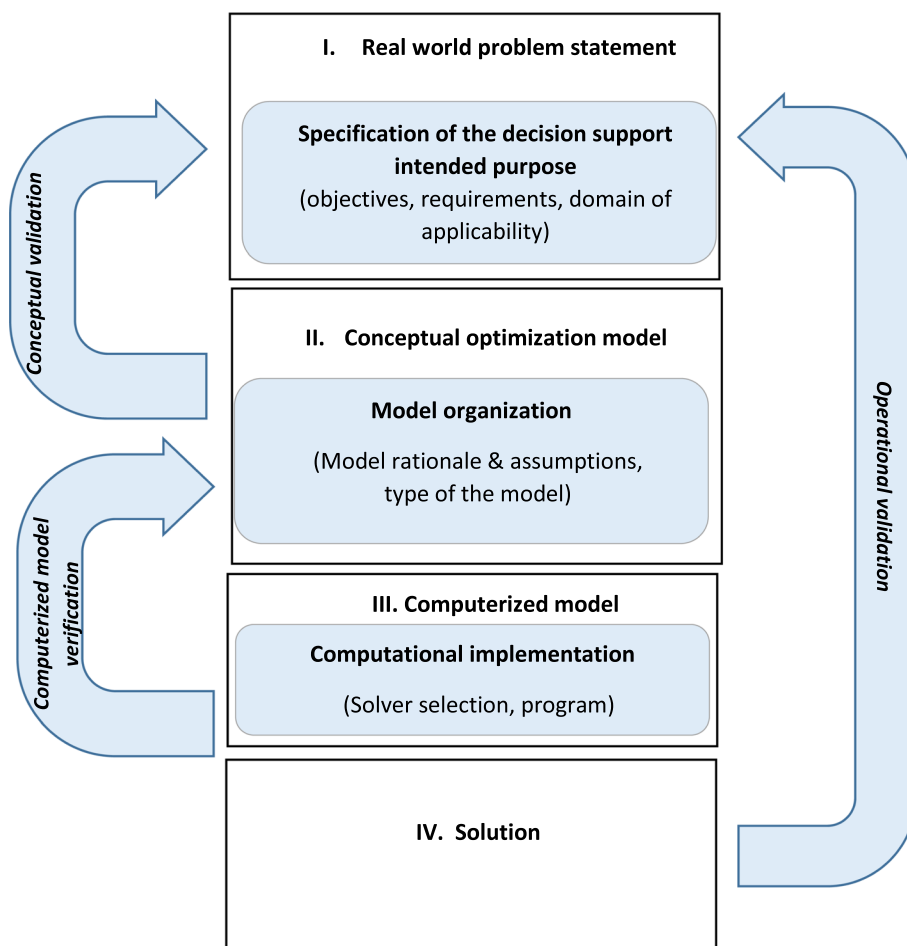 I. Real world problem statement
Specification of the decision support
intended purpose
(objectives, requirements, domain of
applicability)
Conceptual validation
II. Conceptual optimization model
Model organization
(Model rationale & assumptions,
type of the model)
Operational validation
Computerized model
verification
III. Computerized model
Computational implementation
(Solver selection, program)
IV. Solution